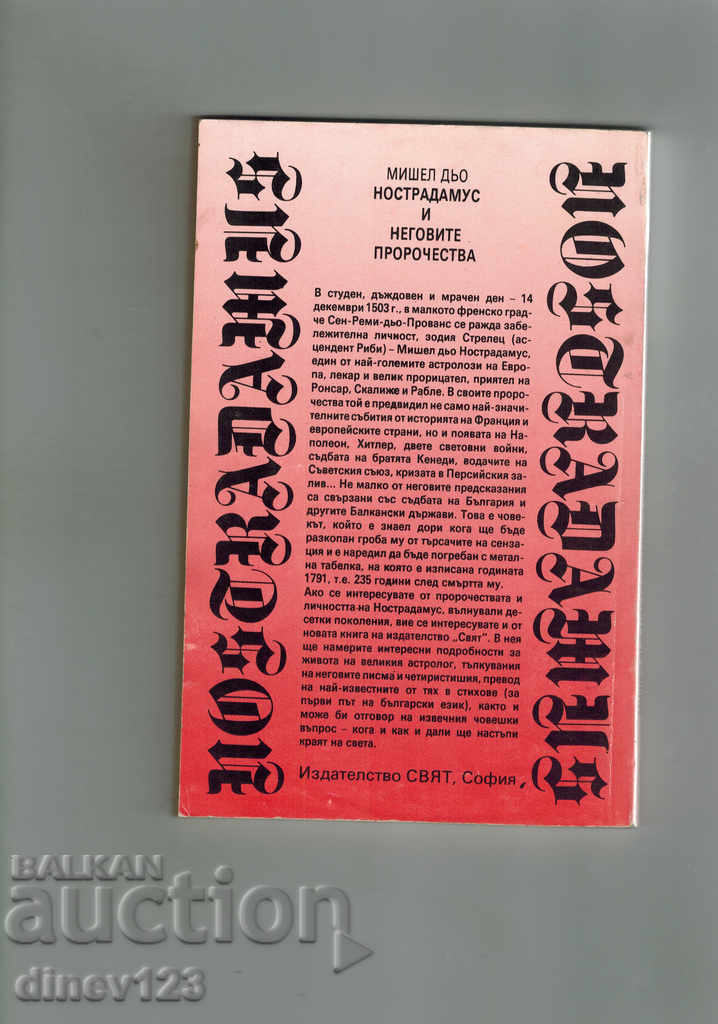 NOSTRADAMUS
МИШЕЛ ДЬО
НОСТРАДАМУС
И
НЕГОВИТЕ
ПРОРОЧЕСТВА
В студен, дъждовен и мрачен ден – 14
декември 1503 г., в малкото френско град-
че Сен-Реми-дьо-Прованс се ражда забе-
лежителна личност, зодия Стрелец (ас-
цендент Риби) – Мишел дьо Нострадамус,
един от най-големите астролози на Евро-
па, лекар и велик прорицател, приятел на
Ронсар, Скалиже и Рабле. В своите проро-
чества той е предвидил не само най-значи-
телните събития от историята на Франция и
европейските страни, но и появата на На-
полеон, Хитлер, двете световни войни,
съдбата на братята Кенеди, водачите на
Съветския съюз, кризата в Персийския за-
лив... Не малко от неговите предсказания
са свързани със съдбата на България и
другите Балкански държави. Това е чове-
кът, който е знаел дори кога ще бъде
разкопан гроба му от търсачите на сенза-
ция и е наредил да бъде погребан с метал-
на табелка, на която е изписана годината
1791, т.е. 235 години след смъртта му.
Ако се интересувате от пророчествата и
личността на Нострадамус, вълнували де-
сетки поколения, вие се интересувате и от
новата книга на издателство „Свят". В нея
ще намерите интересни подробности за
живота на великия астролог, тълкувания
на неговите писма и четиристишия, превод
на най-известните от тях в стихове (за
първи път на български език), както и
може би отговор на извечния човешки
въпрос – кога и как и дали ще настъпи
краят на света.
Издателство СВЯТ, София
NOSTRADAMUS
BALKAN
auction
dinev123